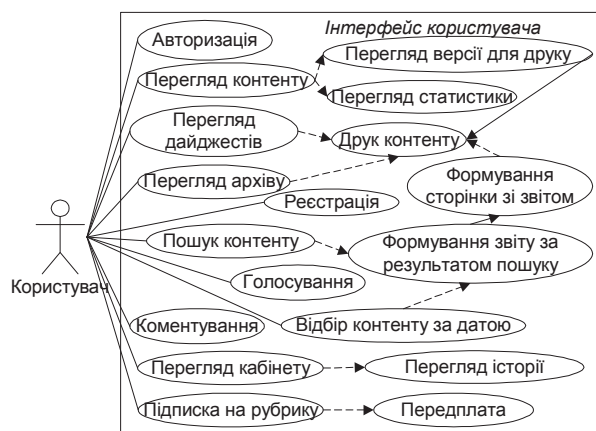 Інтерфейс користувача
Авторизація
Перегляд версії для друку
Перегляд контенту
Перегляд статистики
Перегляд
дайджестів
Друк контенту
Перегляд архіву
Формування
сторінки зі звітом
Реєстрація
Пошук контенту
Формування звіту за
результатом пошуку
Користувач
Голосування
Коментування
Відбір контенту за датою
Перегляд кабінету
Перегляд історії
Підписка на рубрику
Передплата